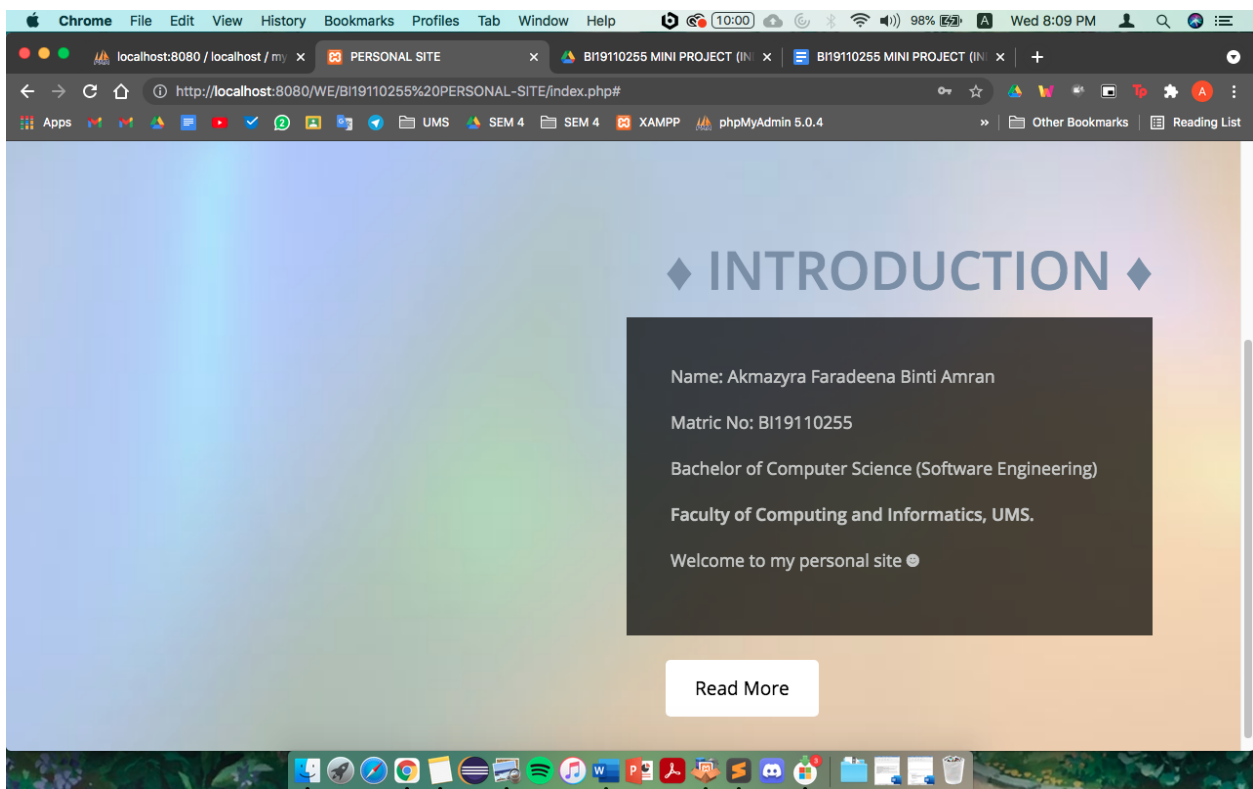 Chrome File Edit View History Bookmarks Profiles Tab Window Help 10:00 98% A Wed 8:09 PM
localhost:8080 / localhost / my PERSONAL SITE BI19110255 MINI PROJECT (IN BI19110255 MINI PROJECT (IN
http://localhost:8080/WE/BI19110255%20PERSONAL-SITE/index.php# Tp A
Apps 2 UMS SEM 4 SEM 4 XAMPP phpMyAdmin 5.0.4 » Other Bookmarks Reading List
♦ INTRODUCTION ♦
Name: Akmazyra Faradeena Binti Amran
Matric No: BI19110255
Bachelor of Computer Science (Software Engineering)
Faculty of Computing and Informatics, UMS.
Welcome to my personal site ☻
Read More